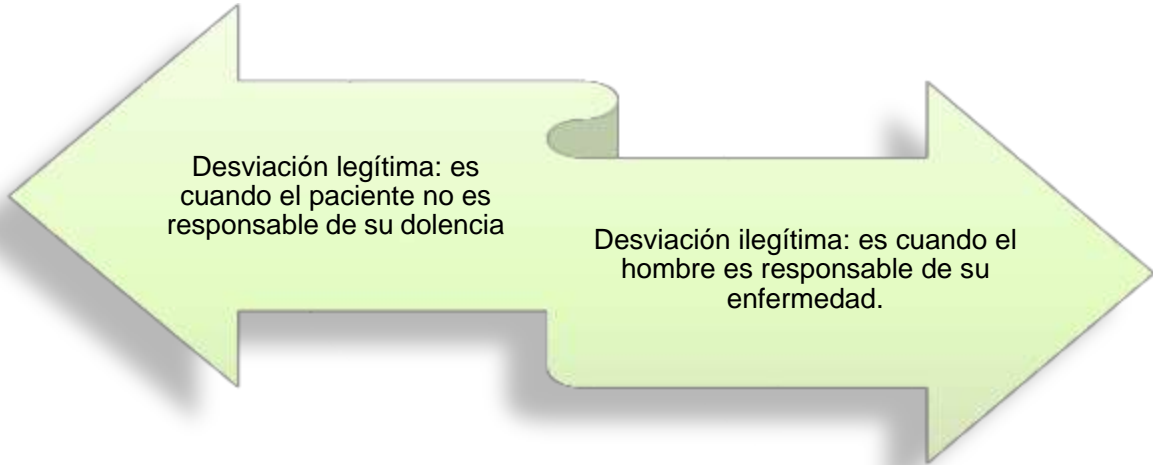 Desviación legítima: es
cuando el paciente no es
responsable de su dolencia
Desviación ilegítima: es cuando el
hombre es responsable de su
enfermedad.